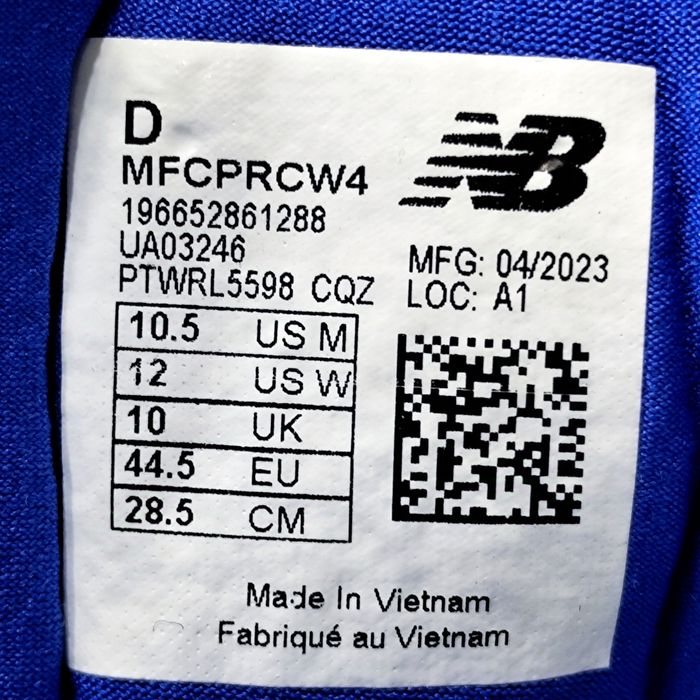 D
MFCPRCW4
196652861288
UA03246
PTWRL5598 CQZ
NB
MFG: 04/2023
LOC: A1
10.5 US M
12 US W
10 UK
44.5 EU
28.5 CM
Made In Vietnam
Fabriqué au Vietnam